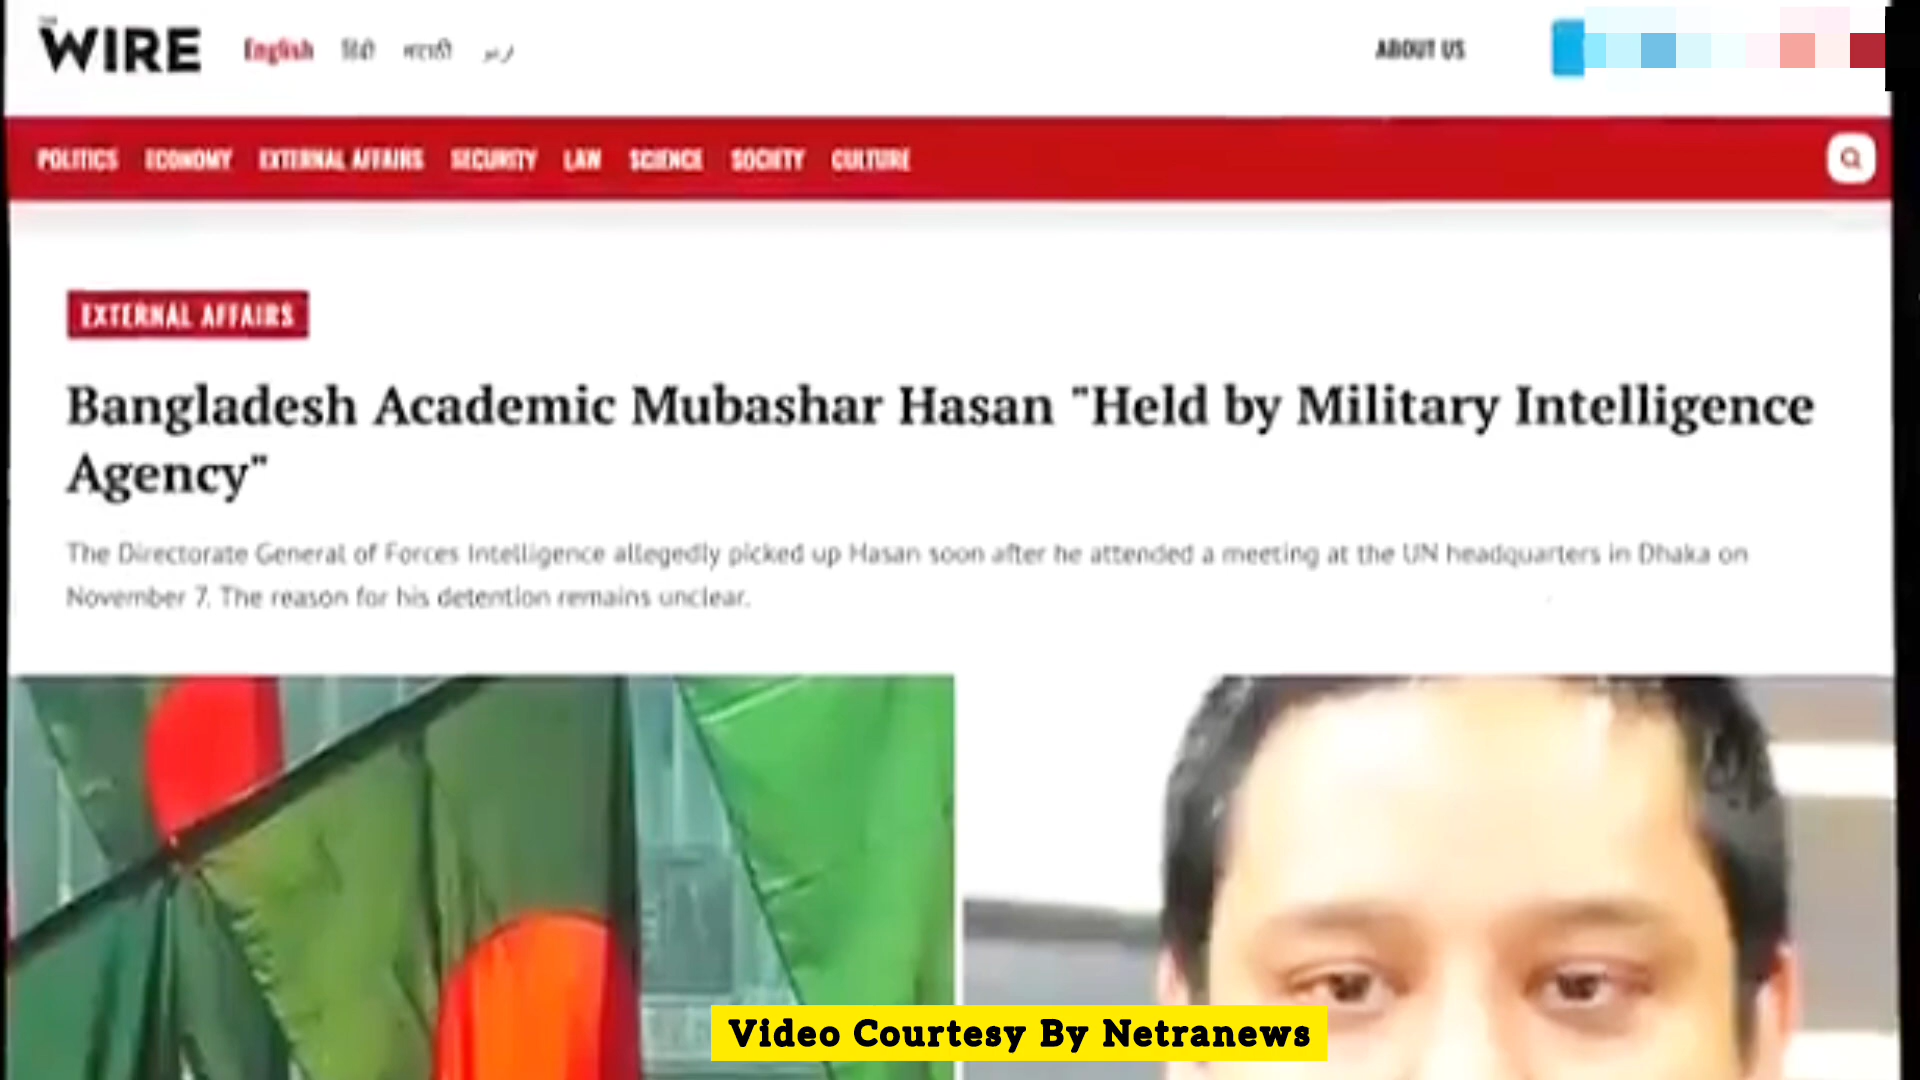 THE
WIRE English हिंदी मराठी اردو ABOUT US
POLITICS ECONOMY EXTERNAL AFFAIRS SECURITY LAW SCIENCE SOCIETY CULTURE
EXTERNAL AFFAIRS
Bangladesh Academic Mubashar Hasan "Held by Military Intelligence
Agency"
The Directorate General of Forces Intelligence allegedly picked up Hasan soon after he attended a meeting at the UN headquarters in Dhaka on
November 7. The reason for his detention remains unclear.
Video Courtesy By Netranews